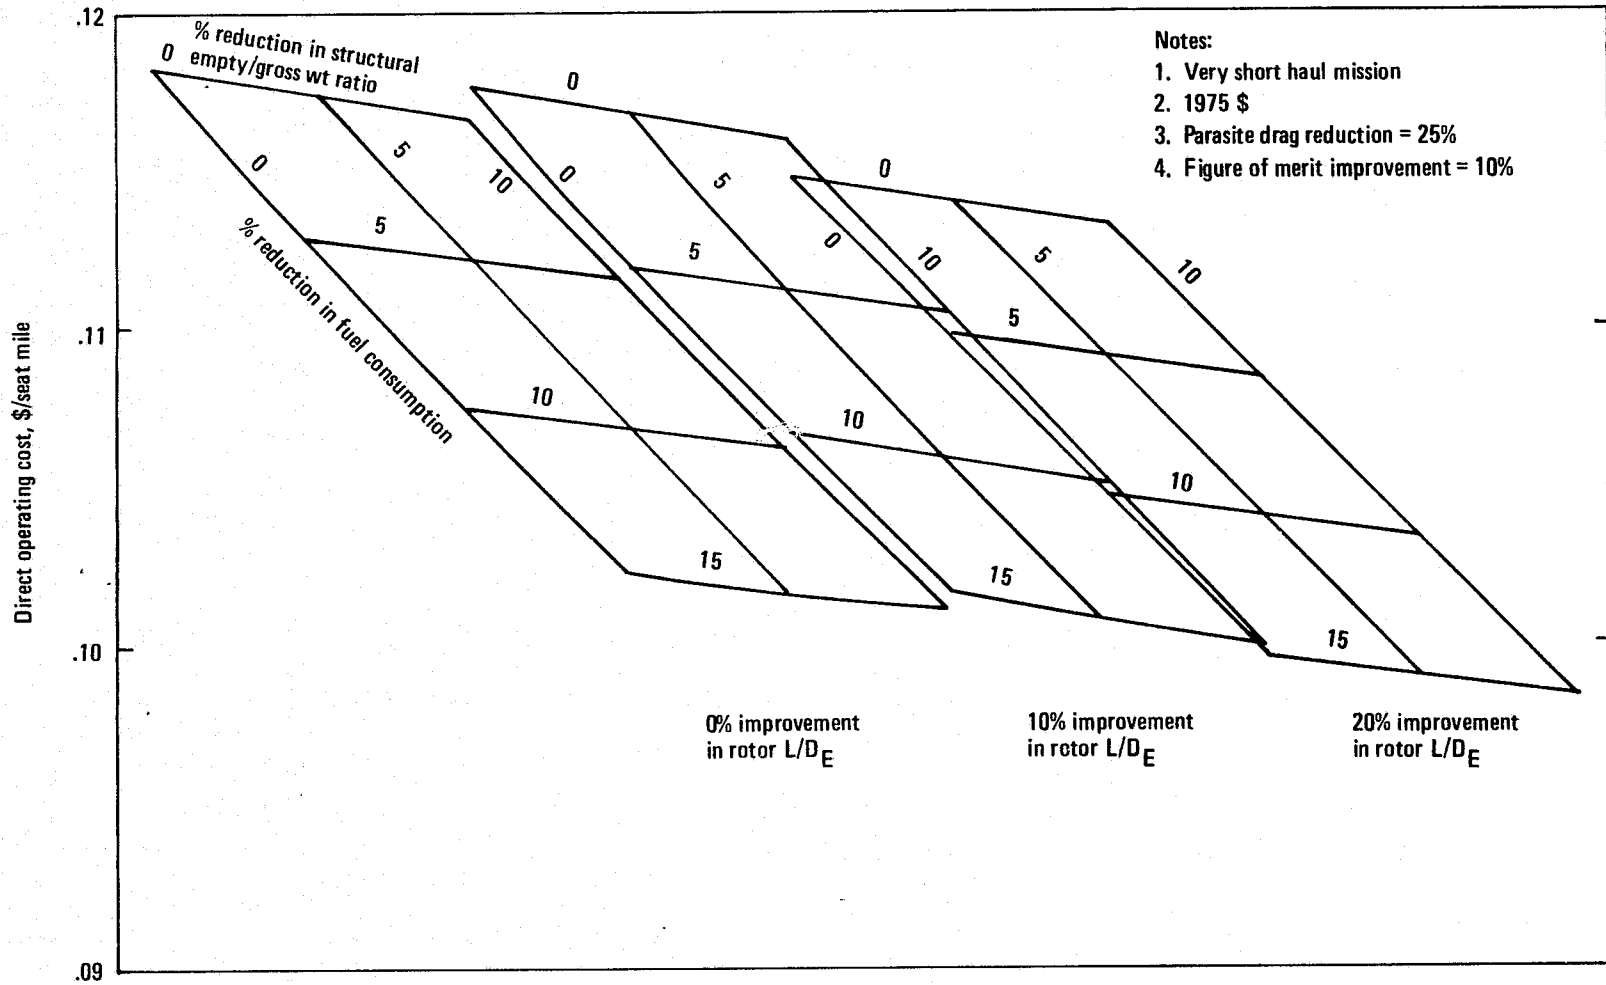 .12
% reduction in structural
empty/gross wt ratio
0
0
0
Notes:
1. Very short haul mission
2. 1975 $
3. Parasite drag reduction = 25%
4. Figure of merit improvement = 10%
0
5
10
0
5
0
10
5
10
% reduction in fuel consumption
5
5
5
Direct operating cost, $/seat mile
.11
10
10
10
15
15
15
.10
0% improvement
in rotor L/DE
10% improvement
in rotor L/DE
20% improvement
in rotor L/DE
.09